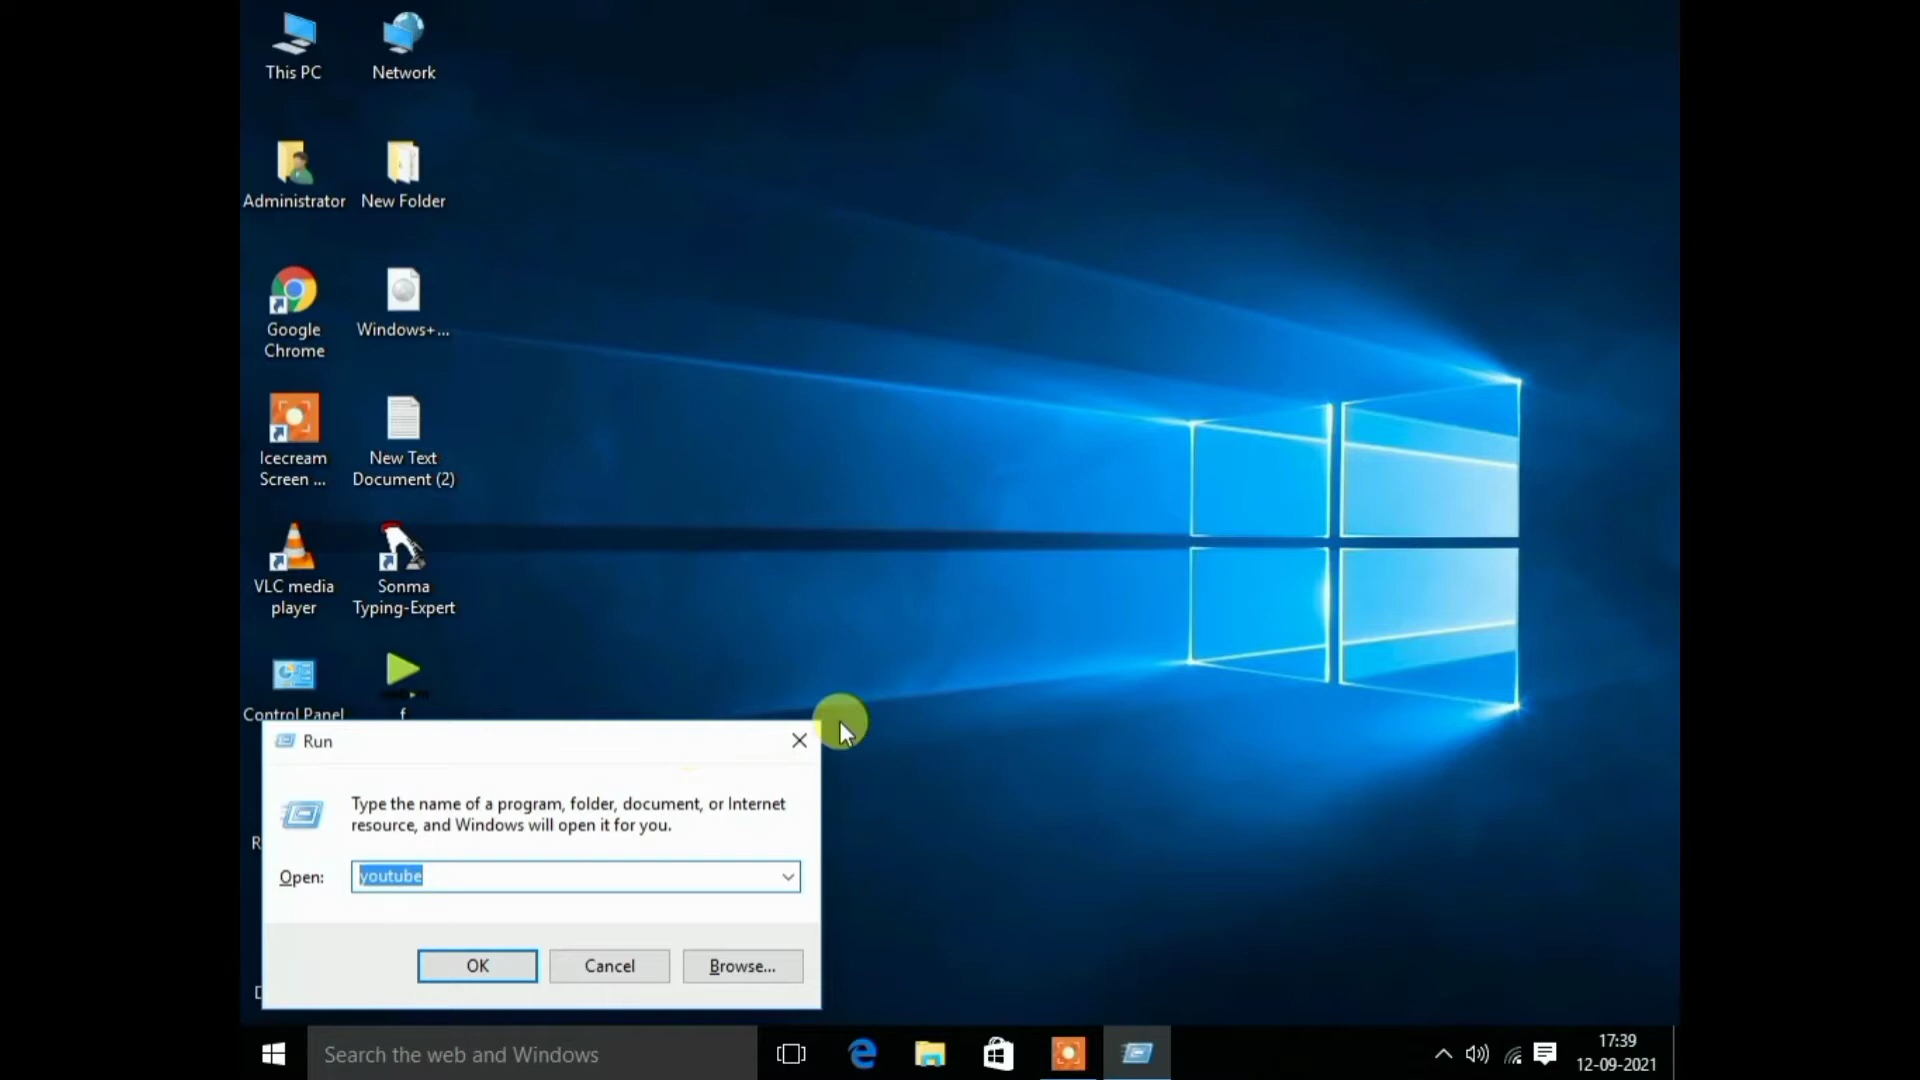 This PC
Network
Administrator
New Folder
Google
Chrome
Windows+...
Icecream
Screen ...
New Text
Document (2)
VLC media
player
Sonma
Typing-Expert
Control Panel
f
Run
Type the name of a program, folder, document, or Internet
resource, and Windows will open it for you.
Open:
youtube
OK
Cancel
Browse...
Search the web and Windows
17:39
12-09-2021